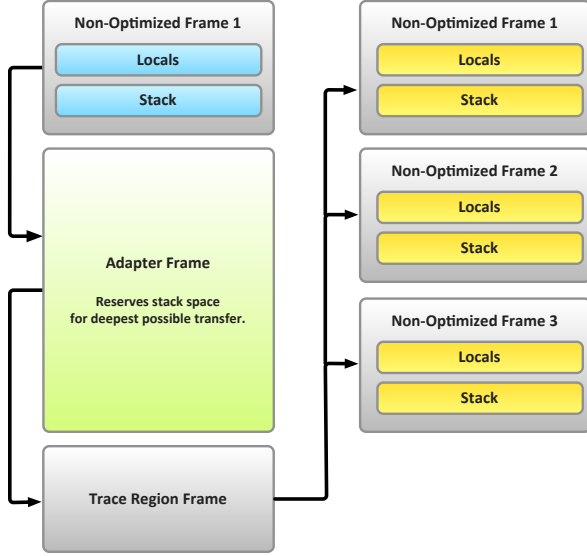 Non-Optimized Frame 1
Locals
Stack
Adapter Frame
Reserves stack space
for deepest possible transfer.
Trace Region Frame
Non-Optimized Frame 1
Locals
Stack
Non-Optimized Frame 2
Locals
Stack
Non-Optimized Frame 3
Locals
Stack